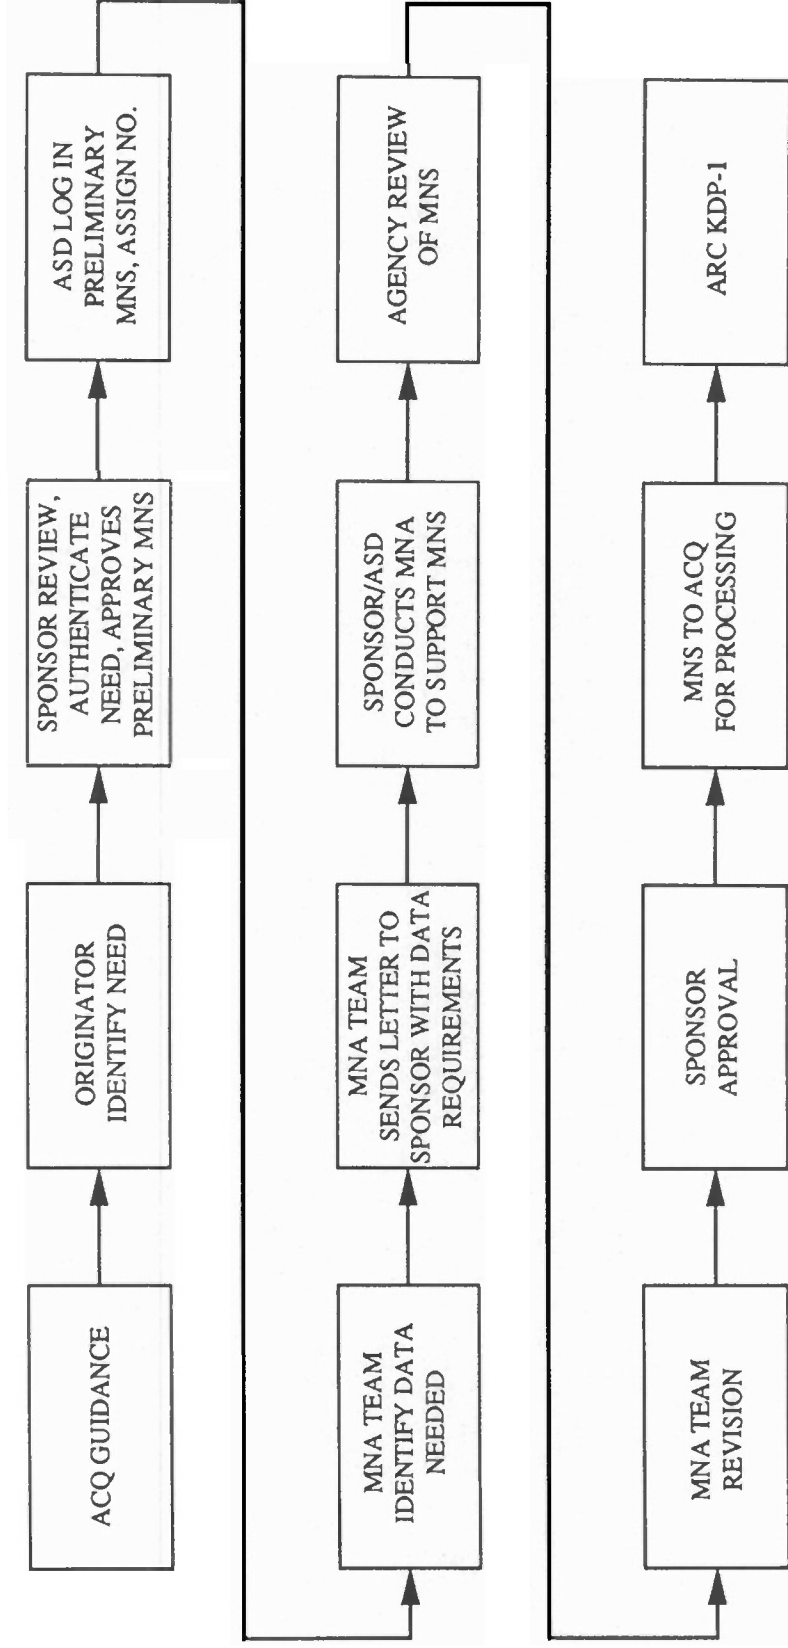 ACQ GUIDANCE
ORIGINATOR
IDENTIFY NEED
SPONSOR REVIEW,
AUTHENTICATE
NEED, APPROVES
PRELIMINARY MNS
ASD LOG IN
PRELIMINARY
MNS, ASSIGN NO.
MNA TEAM
IDENTIFY DATA
NEEDED
MNA TEAM
SENDS LETTER TO
SPONSOR WITH DATA
REQUIREMENTS
SPONSOR/ASD
CONDUCTS MNA
TO SUPPORT MNS
AGENCY REVIEW
OF MNS
MNA TEAM
REVISION
SPONSOR
APPROVAL
MNS TO ACQ
FOR PROCESSING
ARC KDP-1